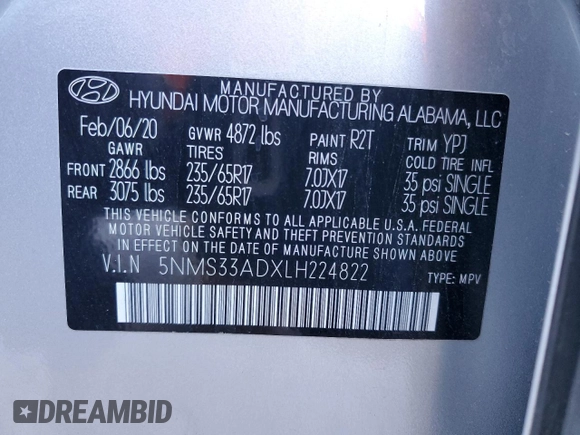 MANUFACTURED BY
HYUNDAI MOTOR MANUFACTURING ALABAMA, LLC
Feb/06/20 GVWR 4872 lbs PAINT R2T TRIM YPJ
GAWR TIRES RIMS COLD TIRE INFL
FRONT 2866 lbs 235/65R17 7.0JX17 35 psi SINGLE
REAR 3075 lbs 235/65R17 7.0JX17 35 psi SINGLE
THIS VEHICLE CONFORMS TO ALL APPLICABLE U.S.A. FEDERAL
MOTOR VEHICLE SAFETY AND THEFT PREVENTION STANDARDS
IN EFFECT ON THE DATE OF MANUFACTURE SHOWN ABOVE
V.I.N 5NMS33ADXLH224822 TYPE: MPV
DREAMBID